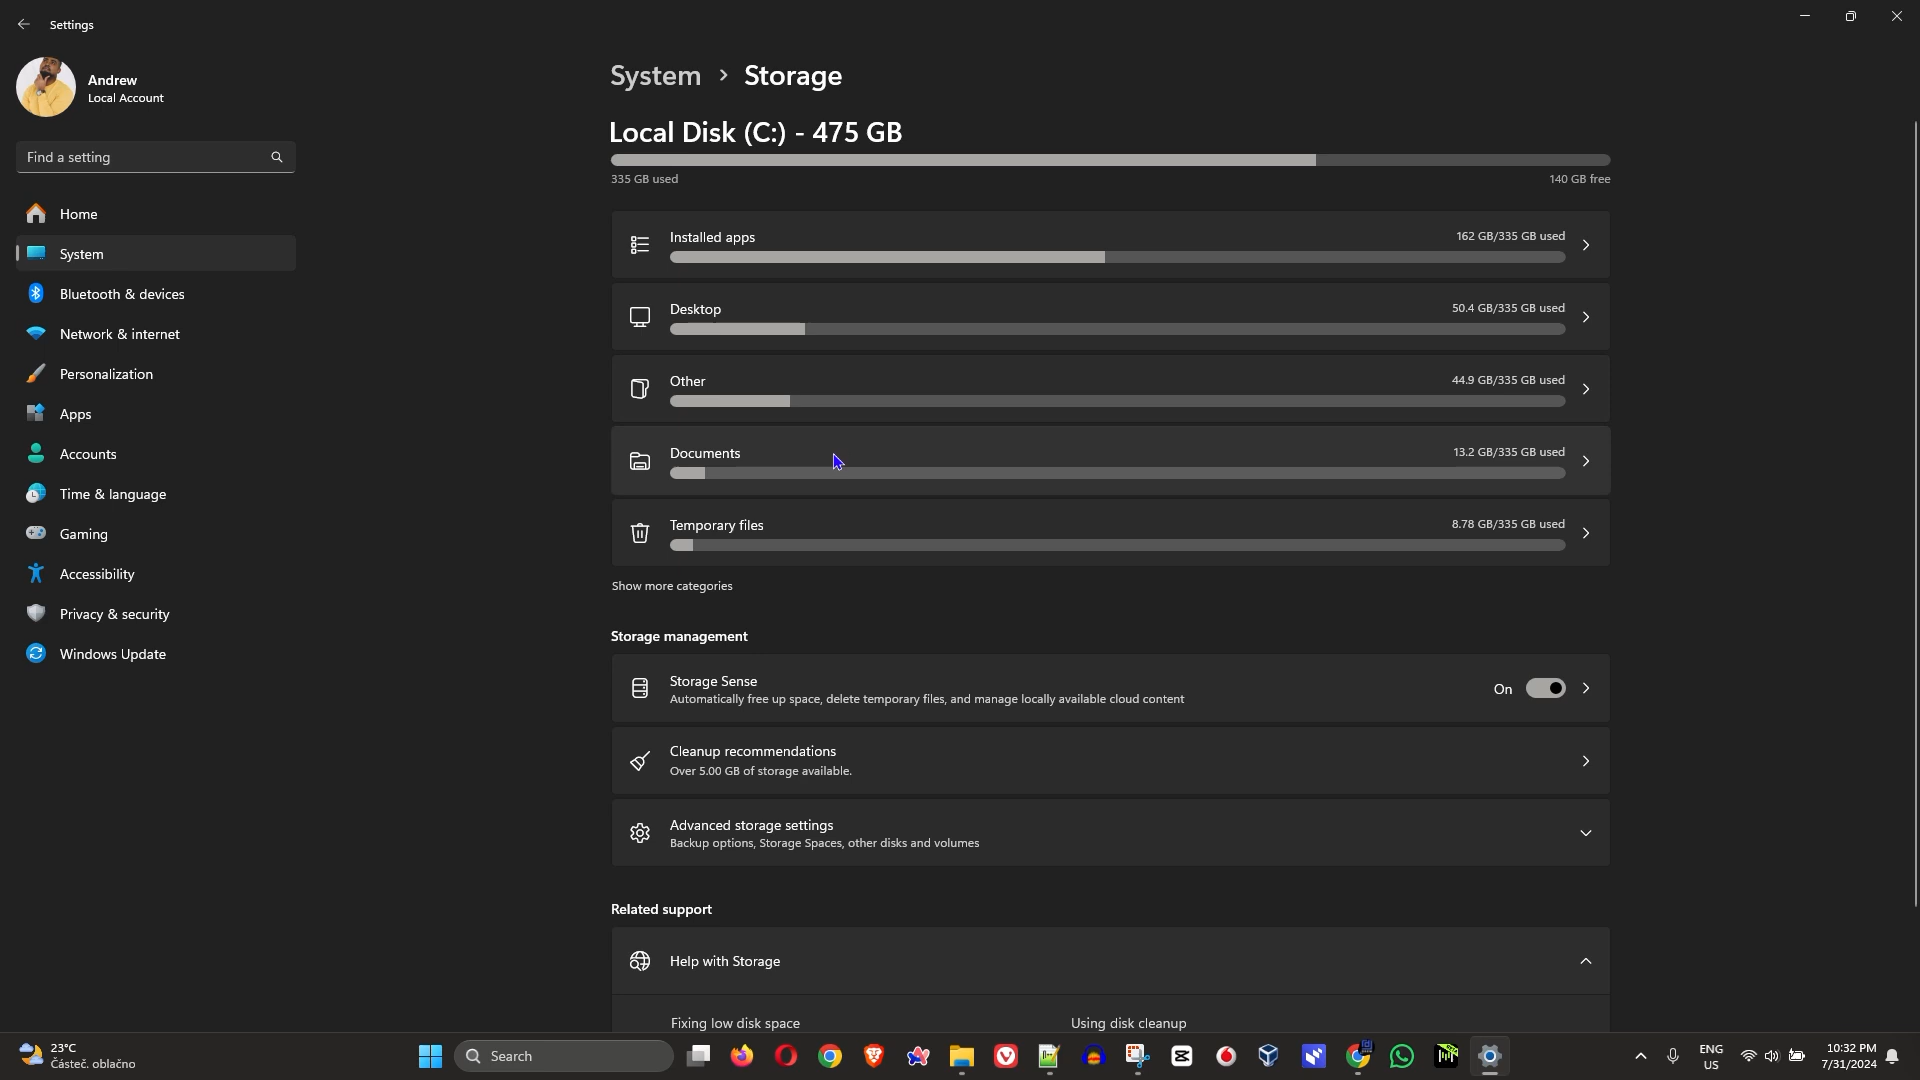 Settings
Andrew
Local Account
Find a setting
Home
System
Bluetooth & devices
Network & internet
Personalization
Apps
Accounts
Time & language
Gaming
Accessibility
Privacy & security
Windows Update
System > Storage
Local Disk (C:) - 475 GB
335 GB used 140 GB free
Installed apps 162 GB/335 GB used
Desktop 50.4 GB/335 GB used
Other 44.9 GB/335 GB used
Documents 13.2 GB/335 GB used
Temporary files 8.78 GB/335 GB used
Show more categories
Storage management
Storage Sense On
Automatically free up space, delete temporary files, and manage locally available cloud content
Cleanup recommendations
Over 5.00 GB of storage available.
Advanced storage settings
Backup options, Storage Spaces, other disks and volumes
Related support
Help with Storage
Fixing low disk space Using disk cleanup
23°C
Částeč. oblačno
Search
ENG
US
10:32 PM
7/31/2024